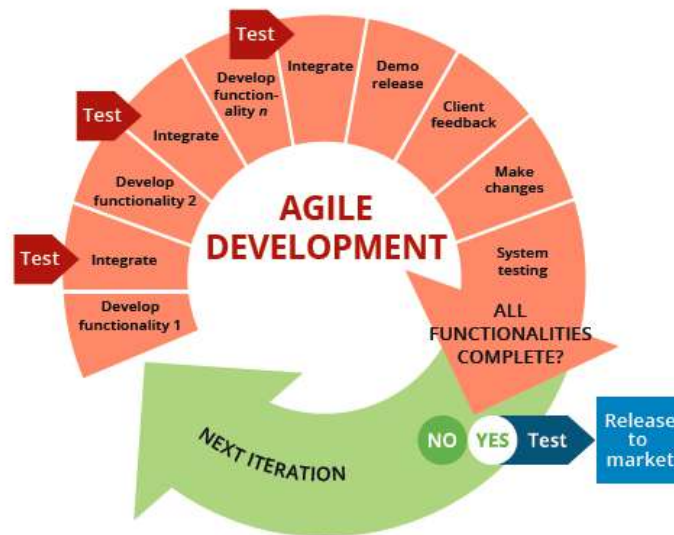 Test
Integrate
Demo
release
Develop
function-
ality n
Client
feedback
Test
Integrate
Make
changes
Develop
functionality 2
AGILE
DEVELOPMENT
Test
Integrate
System
testing
Develop
functionality 1
ALL
FUNCTIONALITIES
COMPLETE?
NO
YES
Test
Release
to
market
NEXT ITERATION